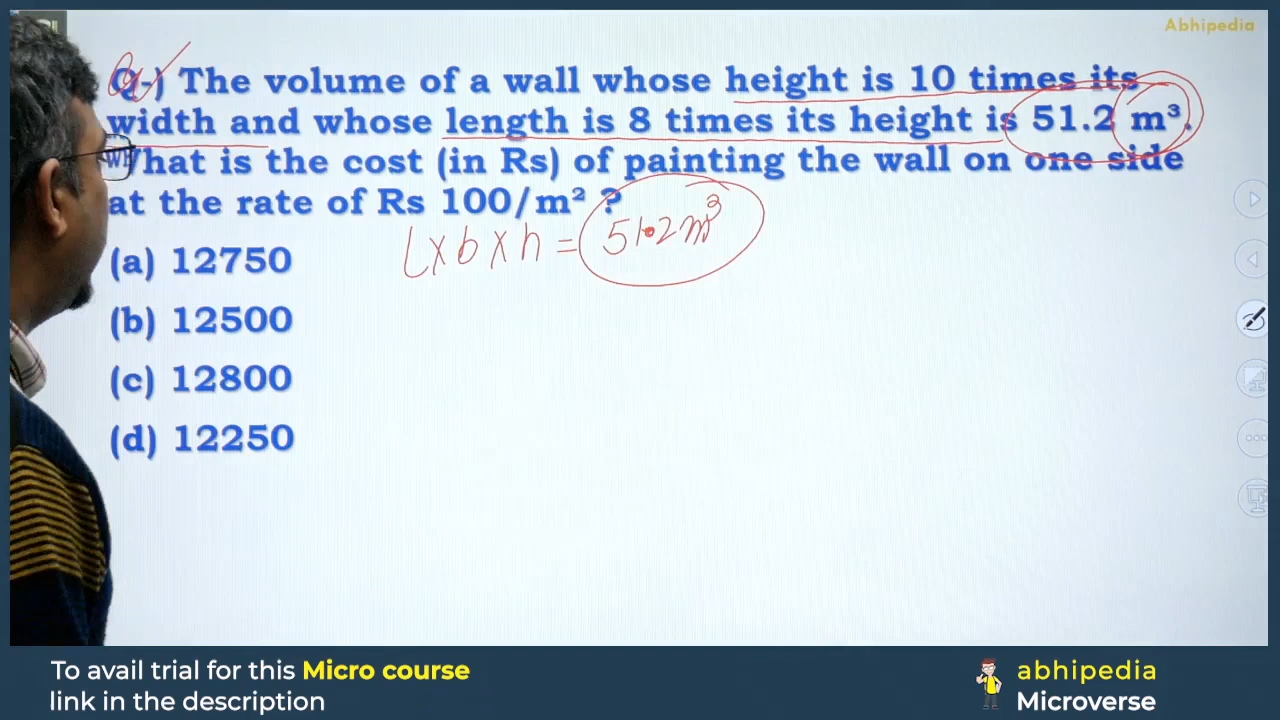 Abhipedia
Q-) The volume of a wall whose height is 10 times its
width and whose length is 8 times its height is 51.2 m³.
What is the cost (in Rs) of painting the wall on one side
at the rate of Rs 100/m² ?
l x b x h = 51.2 m³
(a) 12750
(b) 12500
(c) 12800
(d) 12250
To avail trial for this Micro course
link in the description
abhipedia
Microverse